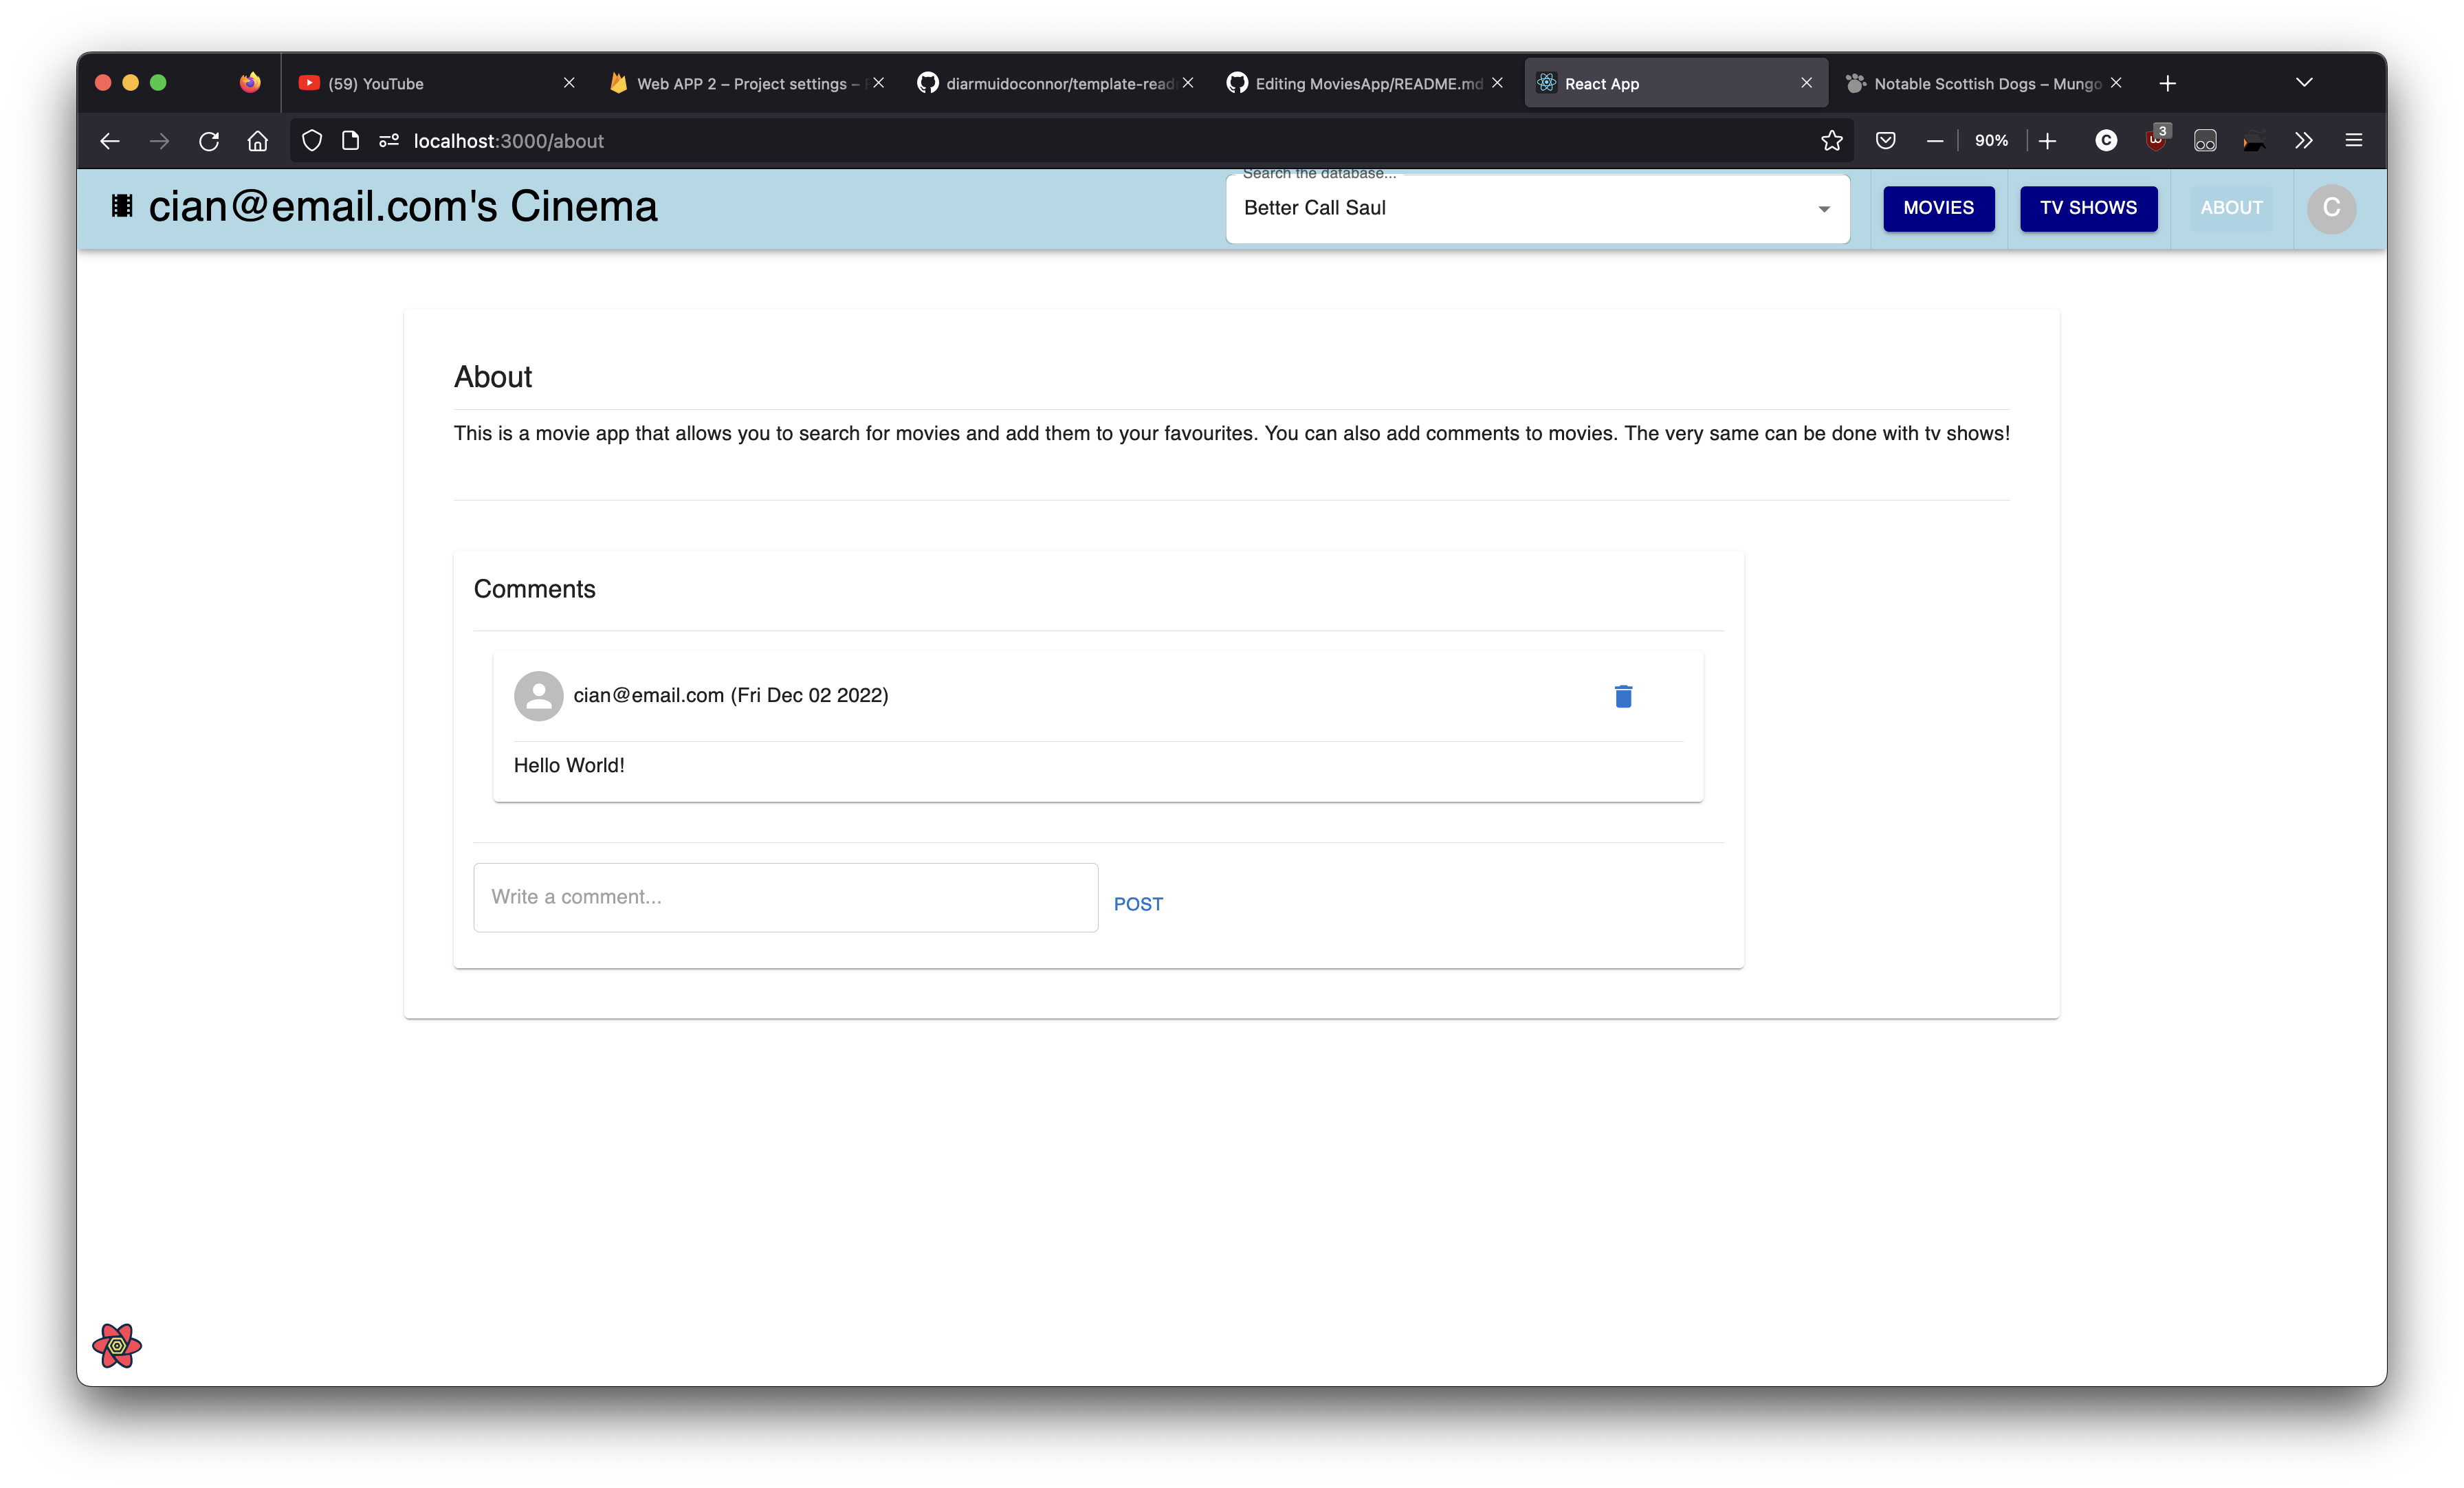 (59) YouTube
Web APP 2 – Project settings –
diarmuidoconnor/template-read
Editing MoviesApp/README.md
React App
Notable Scottish Dogs – Mungo
localhost:3000/about
90%
C
3
cian@email.com's Cinema
Search the database...
Better Call Saul
MOVIES
TV SHOWS
ABOUT
C
About
This is a movie app that allows you to search for movies and add them to your favourites. You can also add comments to movies. The very same can be done with tv shows!
Comments
cian@email.com (Fri Dec 02 2022)
Hello World!
Write a comment...
POST